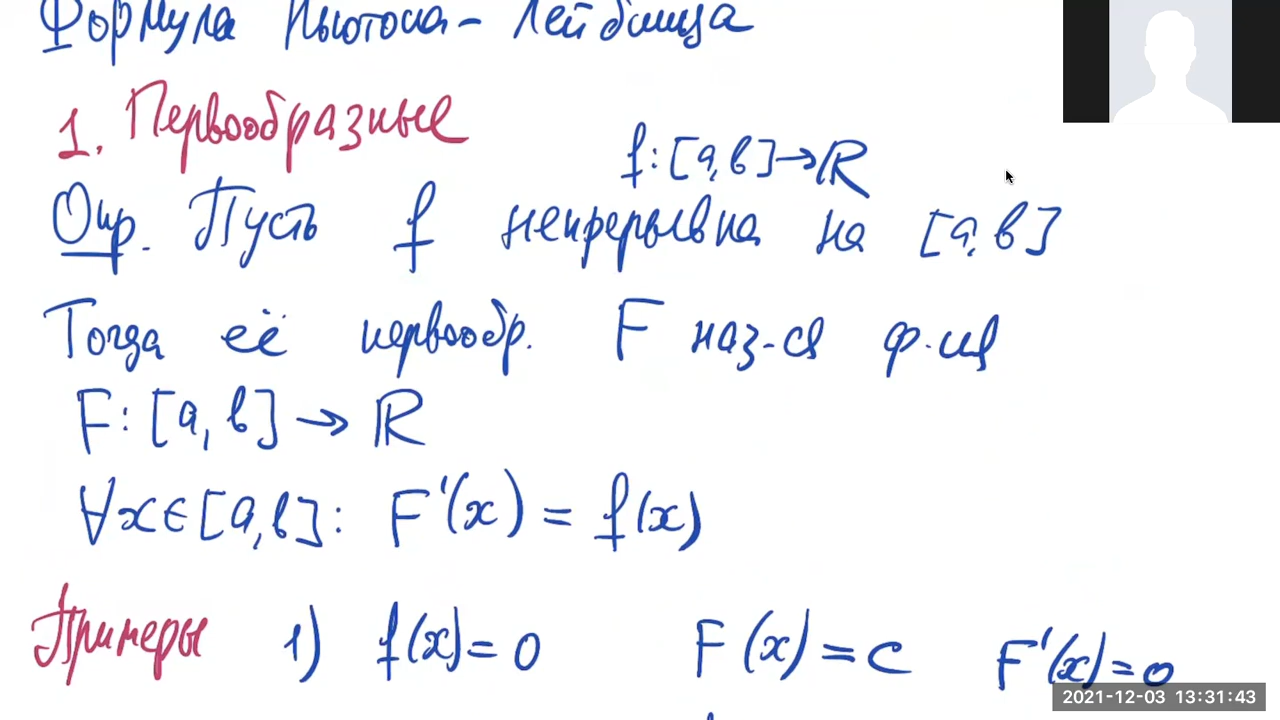 Формула Ньютона - Лейбница
1. Первообразные
f: [a, b] → ℝ
Опр. Пусть f непрерывна на [a, b]
Тогда её первообр. F наз-ся ф-ия
F: [a, b] → ℝ
∀x∈[a, b]: F'(x) = f(x)
Примеры 1) f(x) = 0 F(x) = c F'(x) = 0
2021-12-03 13:31:43